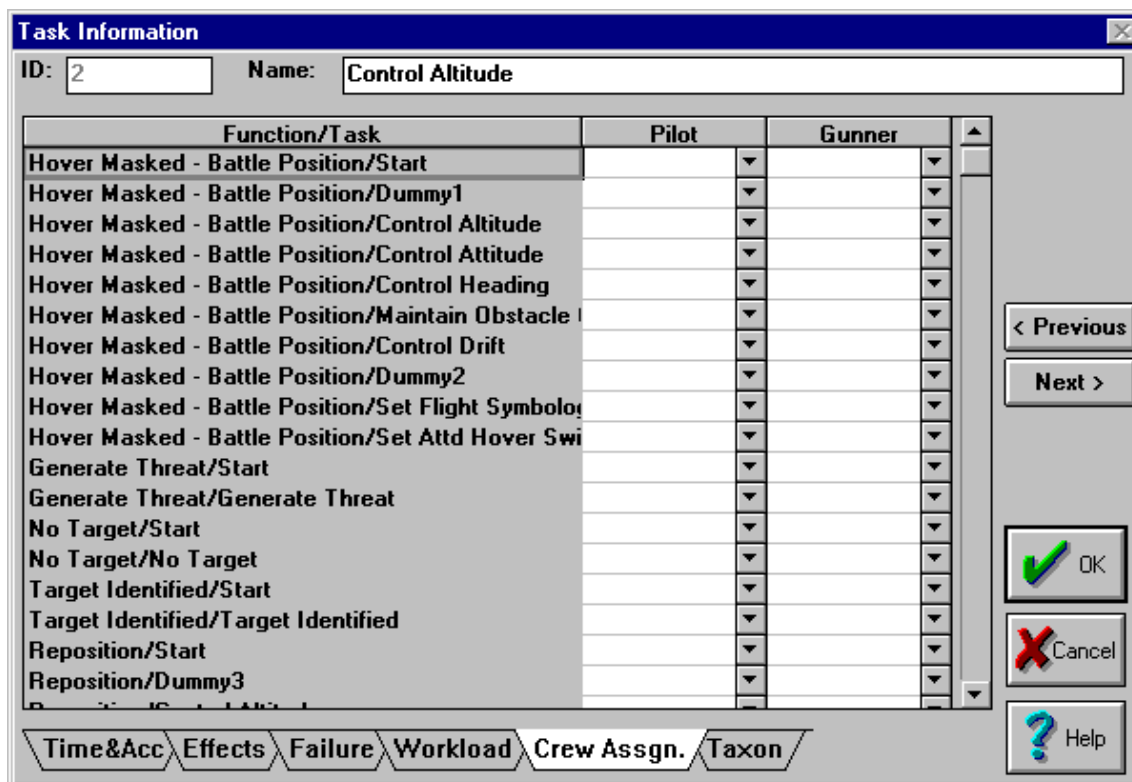 Task Information
ID: 2 Name: Control Altitude
Function/Task Pilot Gunner
Hover Masked - Battle Position/Start
Hover Masked - Battle Position/Dummy1
Hover Masked - Battle Position/Control Altitude
Hover Masked - Battle Position/Control Attitude
Hover Masked - Battle Position/Control Heading
Hover Masked - Battle Position/Maintain Obstacle
Hover Masked - Battle Position/Control Drift
Hover Masked - Battle Position/Dummy2
Hover Masked - Battle Position/Set Flight Symbolog
Hover Masked - Battle Position/Set Attd Hover Swi
Generate Threat/Start
Generate Threat/Generate Threat
No Target/Start
No Target/No Target
Target Identified/Start
Target Identified/Target Identified
Reposition/Start
Reposition/Dummy3
< Previous
Next >
OK
Cancel
Help
Time&Acc Effects Failure Workload Crew Assgn. Taxon